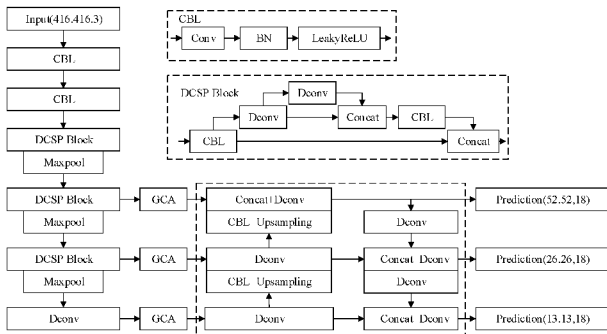 Input(416.416.3)
CBL
CBL
DCSP Block
Maxpool
DCSP Block
Maxpool
DCSP Block
Maxpool
Dconv
GCA
GCA
GCA
CBL
Conv
BN
LeakyReLU
DCSP Block
Dconv
Dconv
Concat
CBL
CBL
Concat
Concat+Dconv
CBL Upsampling
Dconv
CBL Upsampling
Dconv
Dconv
Concat Dconv
Dconv
Concat Dconv
Prediction(52.52,18)
Prediction(26.26,18)
Prediction(13.13,18)